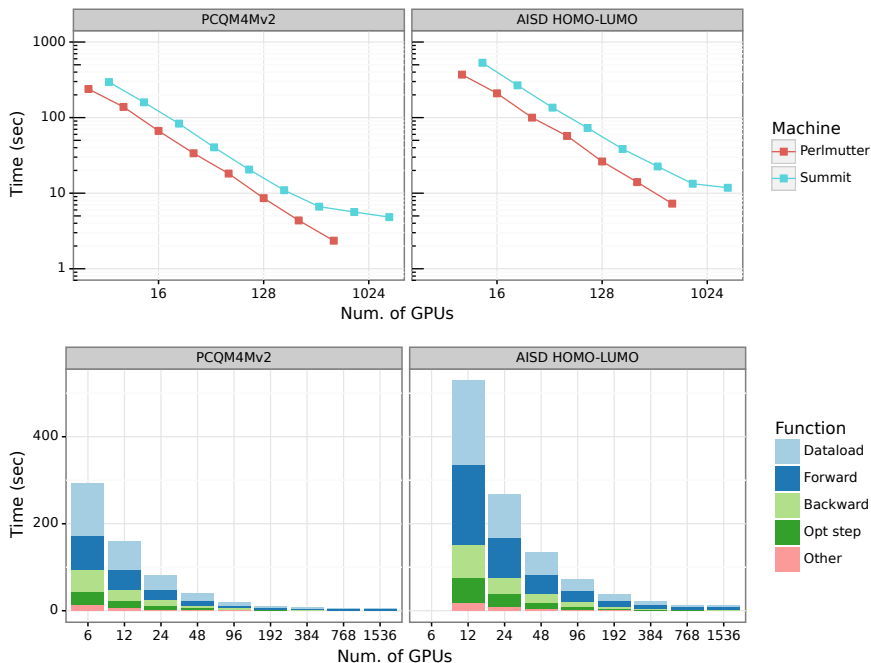 PCQM4Mv2 AISD HOMO-LUMO
1000
100
10
1
Time (sec)
16 128 1024 16 128 1024
Num. of GPUs
Machine
Perlmutter
Summit
PCQM4Mv2 AISD HOMO-LUMO
400
200
0
Time (sec)
6 12 24 48 96 192 384 768 1536 6 12 24 48 96 192 384 768 1536
Num. of GPUs
Function
Dataload
Forward
Backward
Opt step
Other